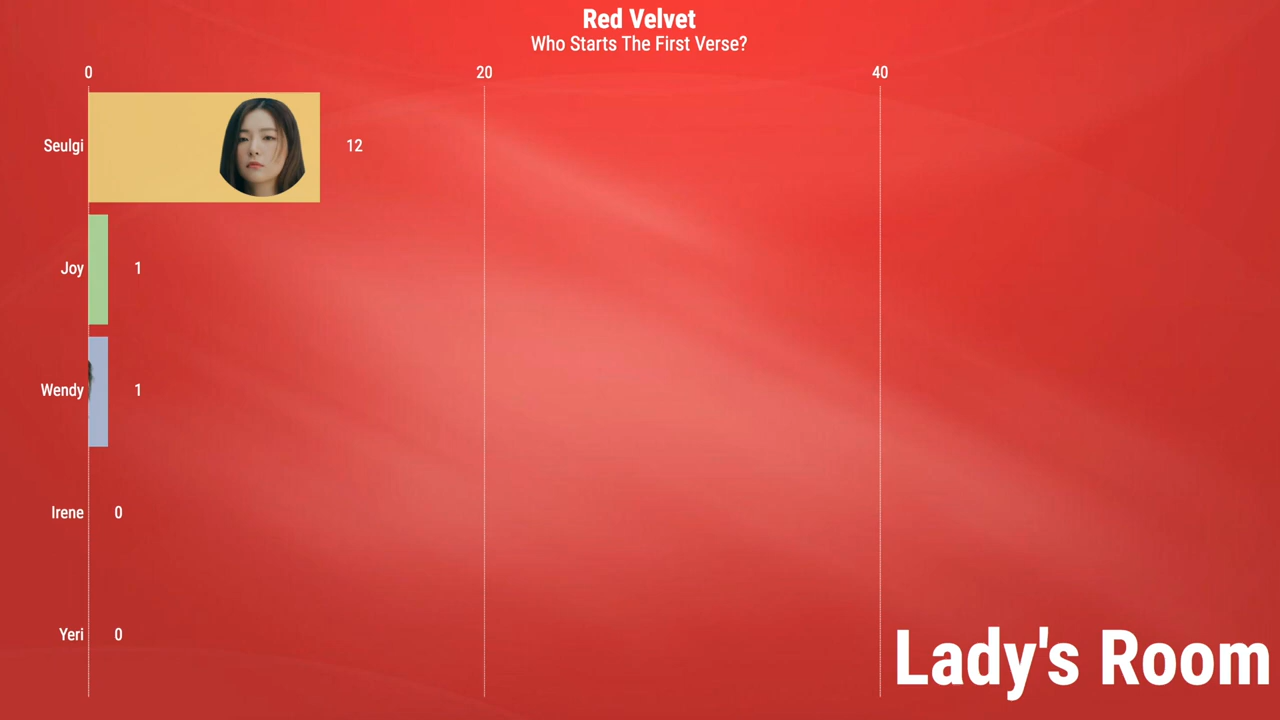 Red Velvet
Who Starts The First Verse?
0 20 40
Seulgi 12
Joy 1
Wendy 1
Irene 0
Yeri 0
Lady's Room